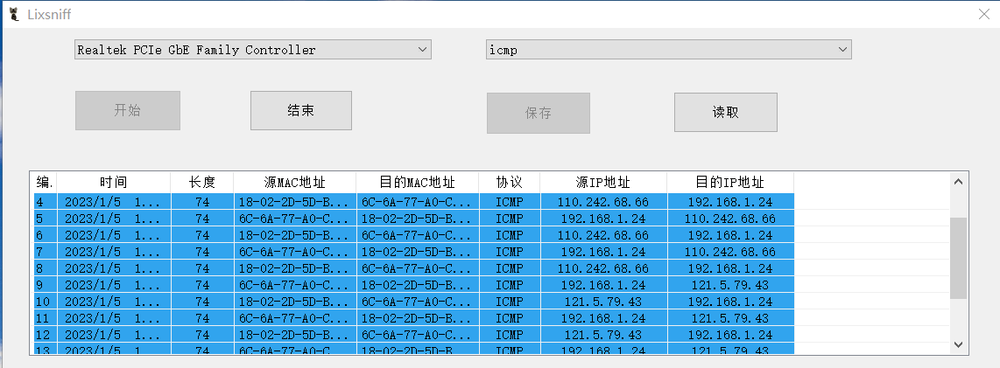 Lixsniff
Realtek PCIe GbE Family Controller icmp
开始 结束 保存 读取
编. 时间 长度 源MAC地址 目的MAC地址 协议 源IP地址 目的IP地址
4 2023/1/5 1... 74 18-02-2D-5D-B... 6C-6A-77-A0-C... ICMP 110.242.68.66 192.168.1.24
5 2023/1/5 1... 74 6C-6A-77-A0-C... 18-02-2D-5D-B... ICMP 192.168.1.24 110.242.68.66
6 2023/1/5 1... 74 18-02-2D-5D-B... 6C-6A-77-A0-C... ICMP 110.242.68.66 192.168.1.24
7 2023/1/5 1... 74 6C-6A-77-A0-C... 18-02-2D-5D-B... ICMP 192.168.1.24 110.242.68.66
8 2023/1/5 1... 74 18-02-2D-5D-B... 6C-6A-77-A0-C... ICMP 110.242.68.66 192.168.1.24
9 2023/1/5 1... 74 6C-6A-77-A0-C... 18-02-2D-5D-B... ICMP 192.168.1.24 121.5.79.43
10 2023/1/5 1... 74 18-02-2D-5D-B... 6C-6A-77-A0-C... ICMP 121.5.79.43 192.168.1.24
11 2023/1/5 1... 74 6C-6A-77-A0-C... 18-02-2D-5D-B... ICMP 192.168.1.24 121.5.79.43
12 2023/1/5 1... 74 18-02-2D-5D-B... 6C-6A-77-A0-C... ICMP 121.5.79.43 192.168.1.24
13 2023/1/5 1... 74 6C-6A-77-A0-C... 18-02-2D-5D-B... ICMP 192.168.1.24 121.5.79.43